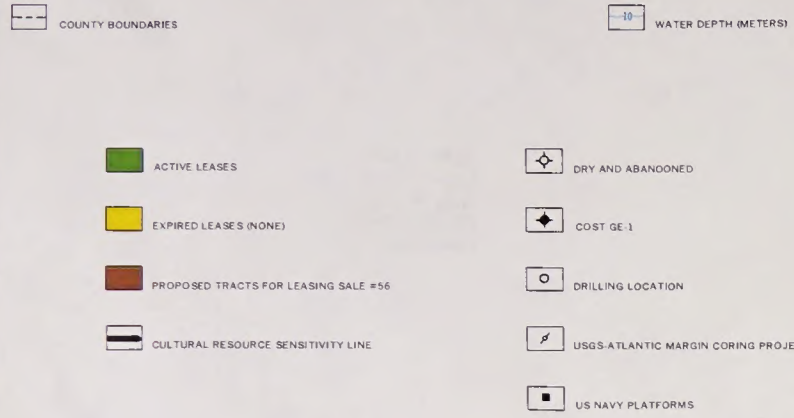 COUNTY BOUNDARIES
10
WATER DEPTH (METERS)
ACTIVE LEASES
EXPIRED LEASES (NONE)
PROPOSED TRACTS FOR LEASING SALE #56
CULTURAL RESOURCE SENSITIVITY LINE
DRY AND ABANDONED
COST GE-1
DRILLING LOCATION
USGS-ATLANTIC MARGIN CORING PROJE
US NAVY PLATFORMS